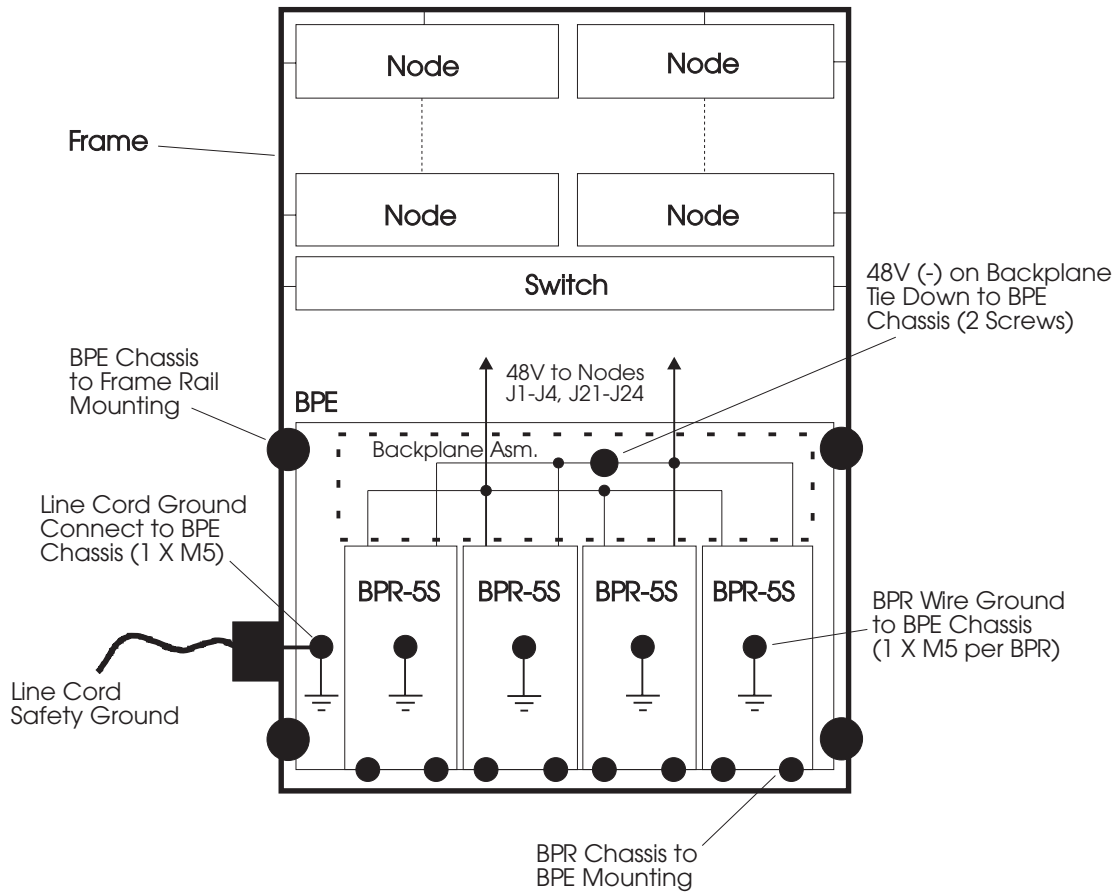 Node
Node
Frame
Node
Node
Switch
48V (-) on Backplane
Tie Down to BPE
Chassis (2 Screws)
BPE Chassis
to Frame Rail
Mounting
48V to Nodes
J1-J4, J21-J24
BPE
Backplane Asm.
Line Cord Ground
Connect to BPE
Chassis (1 X M5)
BPR-5S
BPR-5S
BPR-5S
BPR-5S
BPR Wire Ground
to BPE Chassis
(1 X M5 per BPR)
Line Cord
Safety Ground
BPR Chassis to
BPE Mounting